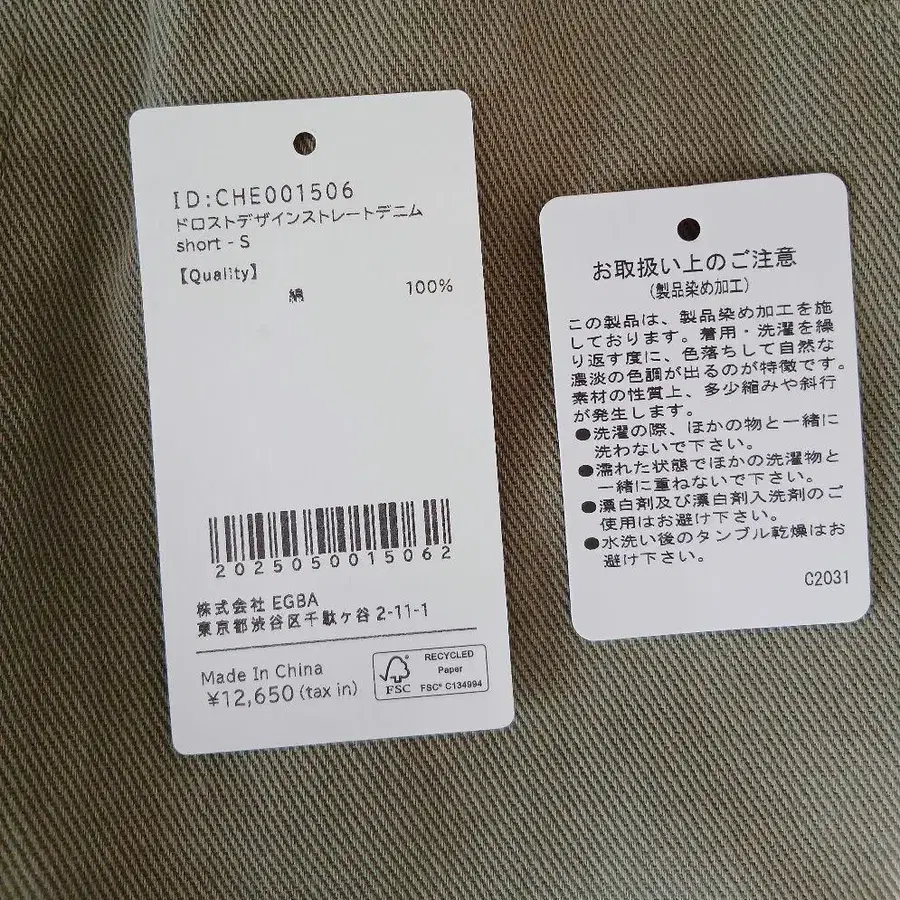 ID:CHE001506
ドロストデザインストレートデニム
short - S
【Quality】
綿 100%
2025050015062
株式会社 EGBA
東京都渋谷区千駄ヶ谷 2-11-1
Made In China
¥12,650 (tax in)
FSC
RECYCLED
Paper
FSC® C134994
お取扱い上のご注意
(製品染め加工)
この製品は、製品染め加工を施
しております。着用・洗濯を繰
り返す度に、色落ちして自然な
濃淡の色調が出るのが特徴です。
素材の性質上、多少縮みや斜行
が発生します。
●洗濯の際、ほかの物と一緒に
洗わないで下さい。
●濡れた状態でほかの洗濯物と
一緒に重ねないで下さい。
●漂白剤及び漂白剤入洗剤のご
使用はお避け下さい。
●水洗い後のタンブル乾燥はお
避け下さい。
C2031